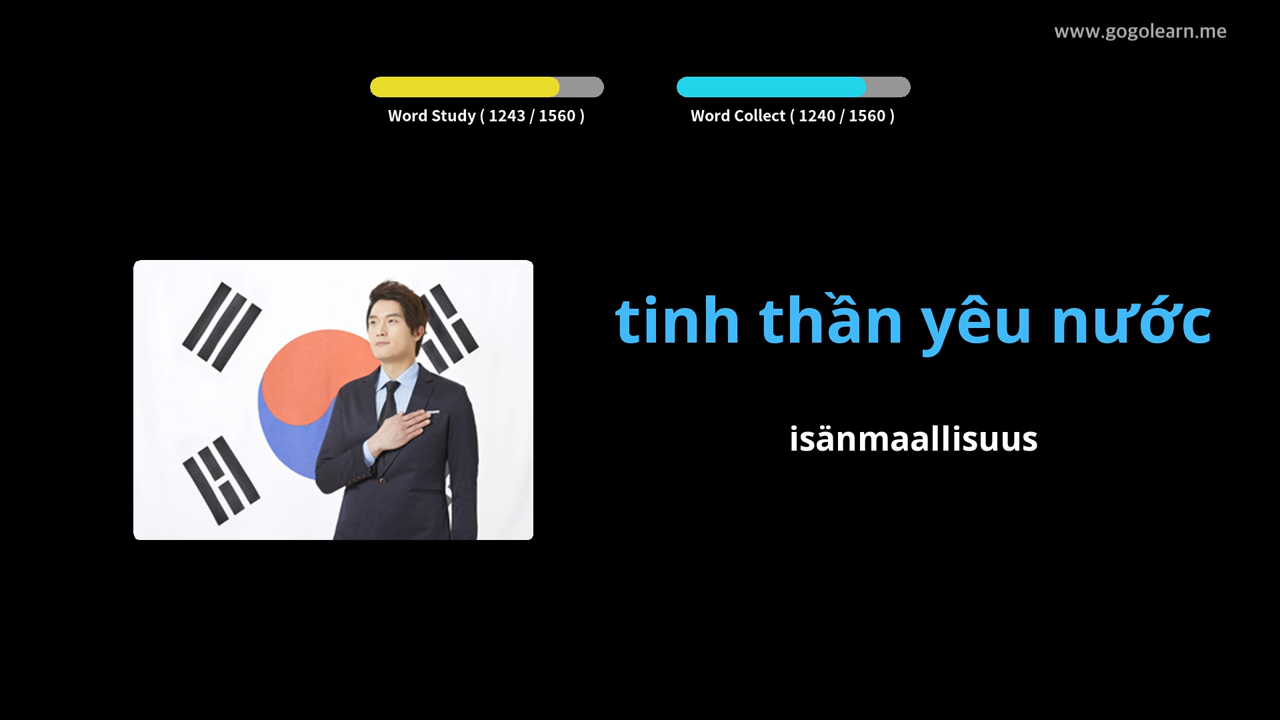 www.gogolearn.me
Word Study ( 1243 / 1560 )
Word Collect ( 1240 / 1560 )
tinh thần yêu nước
isänmaallisuus